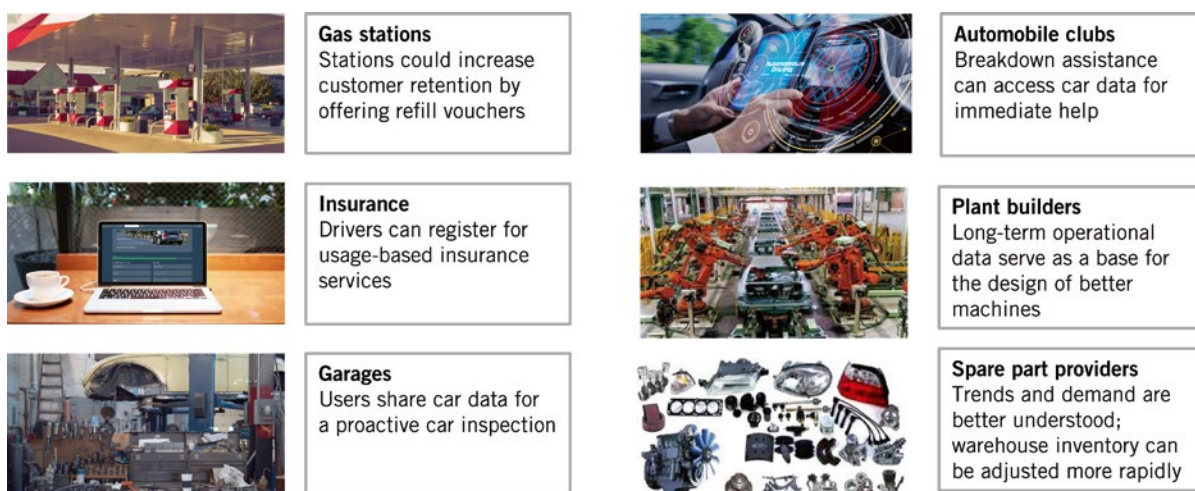 Gas stations
Stations could increase
customer retention by
offering refill vouchers
Automobile clubs
Breakdown assistance
can access car data for
immediate help
Insurance
Drivers can register for
usage-based insurance
services
Plant builders
Long-term operational
data serve as a base for
the design of better
machines
Garages
Users share car data for
a proactive car inspection
Spare part providers
Trends and demand are
better understood;
warehouse inventory can
be adjusted more rapidly